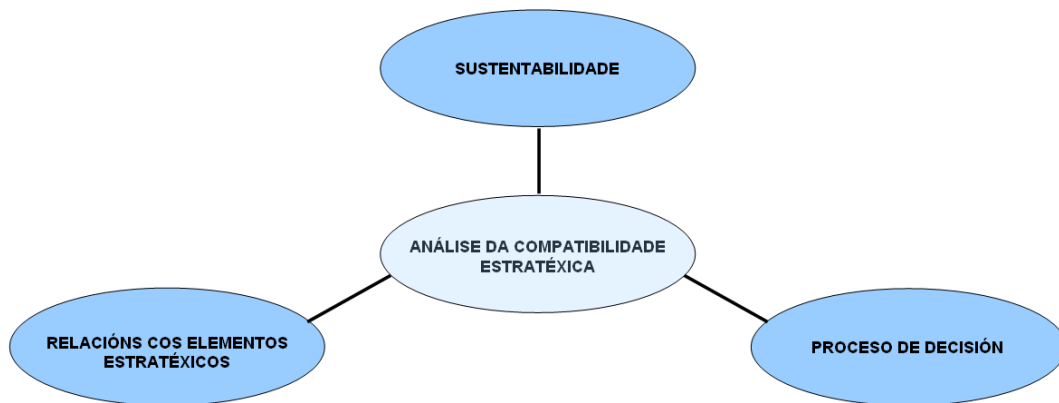 SUSTENTABILIDADE
ANÁLISE DA COMPATIBILIDADE
ESTRATÉXICA
RELACIÓNS COS ELEMENTOS
ESTRATÉXICOS
PROCESO DE DECISIÓN